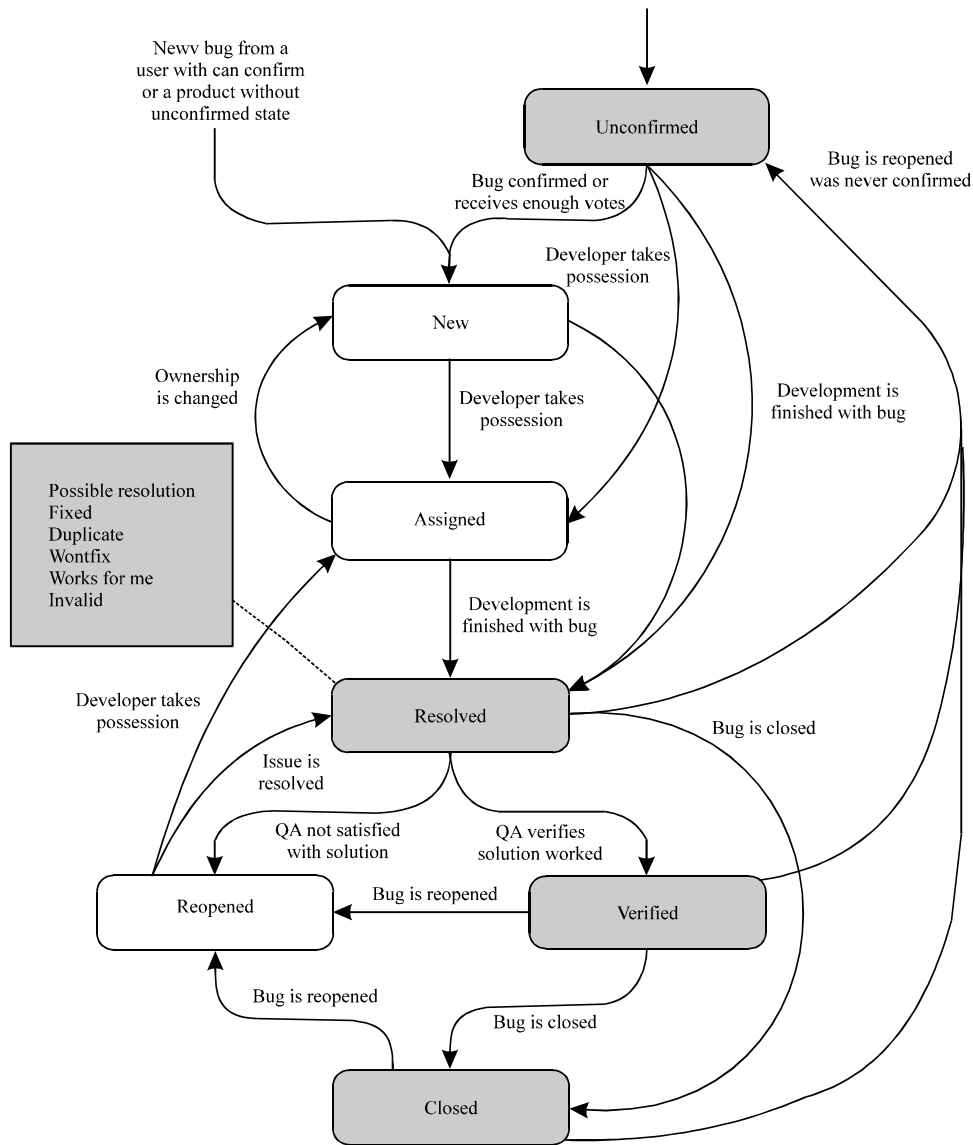 Newv bug from a
user with can confirm
or a product without
unconfirmed state
Unconfirmed
Bug is reopened
was never confirmed
Bug confirmed or
receives enough votes
Developer takes
possession
New
Ownership
is changed
Developer takes
possession
Development is
finished with bug
Possible resolution
Fixed
Duplicate
Wontfix
Works for me
Invalid
Assigned
Development is
finished with bug
Developer takes
possession
Resolved
Bug is closed
Issue is
resolved
QA not satisfied
with solution
QA verifies
solution worked
Reopened
Bug is reopened
Verified
Bug is reopened
Bug is closed
Closed